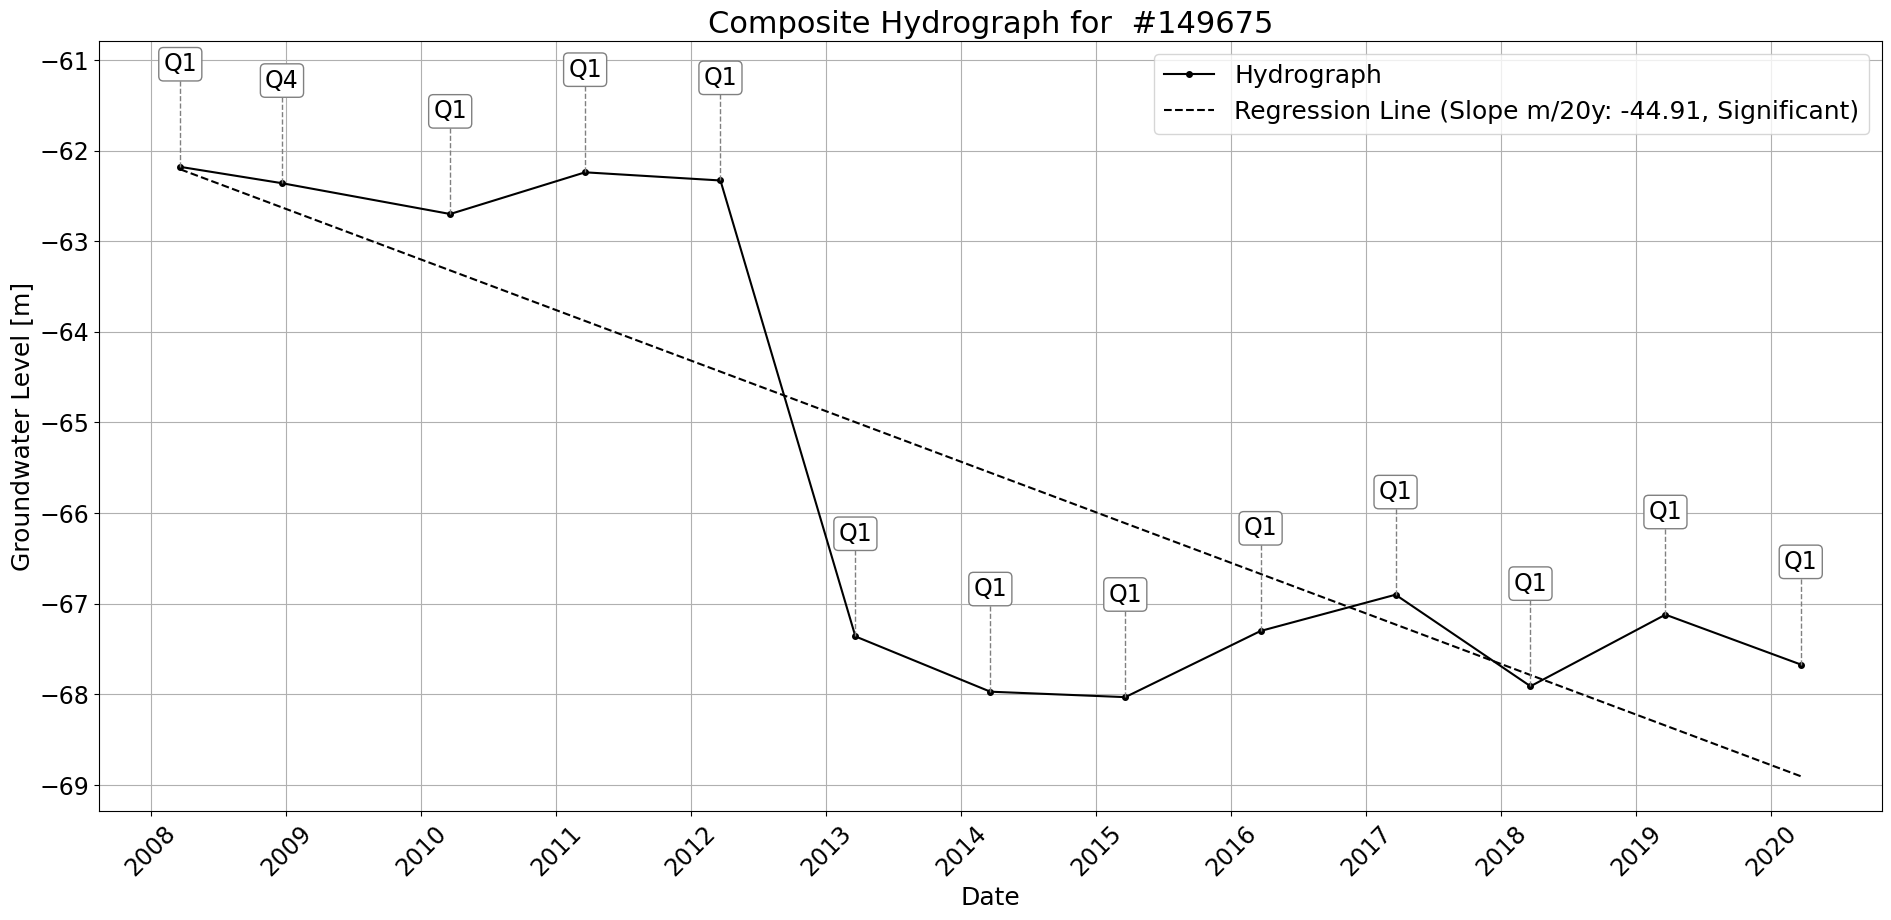 Composite Hydrograph for  #149675
Hydrograph
Regression Line (Slope m/20y: -44.91, Significant)
Q1
Q4
Q1
Q1
Q1
Q1
Q1
Q1
Q1
Q1
Q1
Q1
Q1
Groundwater Level [m]
−61
−62
−63
−64
−65
−66
−67
−68
−69
2008
2009
2010
2011
2012
2013
2014
2015
2016
2017
2018
2019
2020
Date